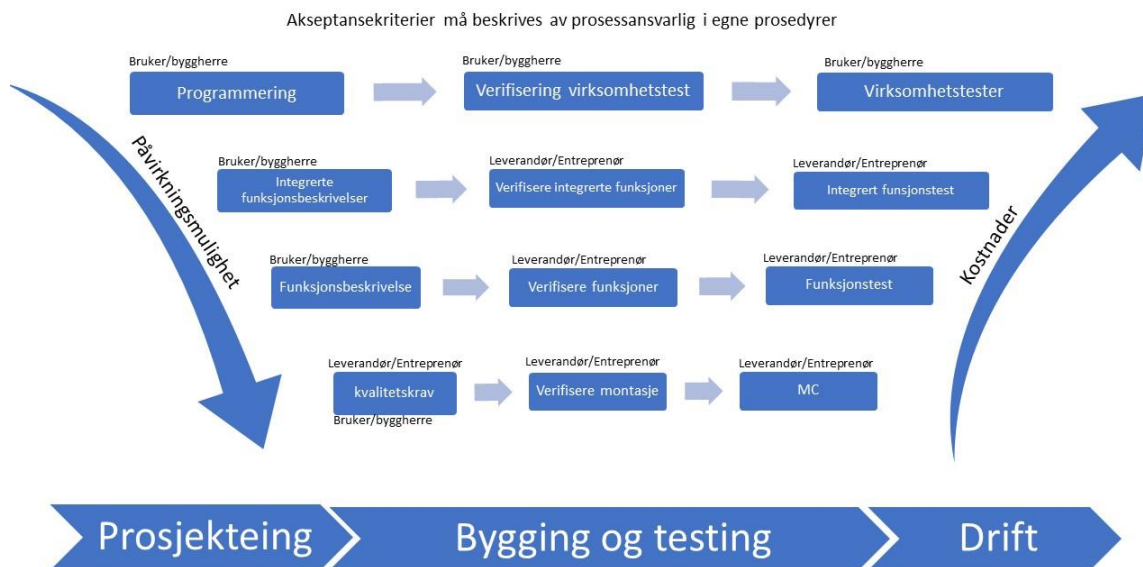 Akseptansekriterier må beskrives av prosessansvarlig i egne prosedyrer
Bruker/byggherre
Programmering
Bruker/byggherre
Verifisering virksomhetstest
Bruker/byggherre
Virksomhetstester
Påvirkningsmulighet
Bruker/byggherre
Integrerte
funksjonsbeskrivelser
Leverandør/Entreprenør
Verifisere integrerte funksjoner
Leverandør/Entreprenør
Integrert funsjonstest
Kostnader
Bruker/byggherre
Funksjonsbeskrivelse
Leverandør/Entreprenør
Verifisere funksjoner
Leverandør/Entreprenør
Funksjonstest
Leverandør/Entreprenør
kvalitetskrav
Bruker/byggherre
Leverandør/Entreprenør
Verifisere montasje
Leverandør/Entreprenør
MC
Prosjekteing
Bygging og testing
Drift